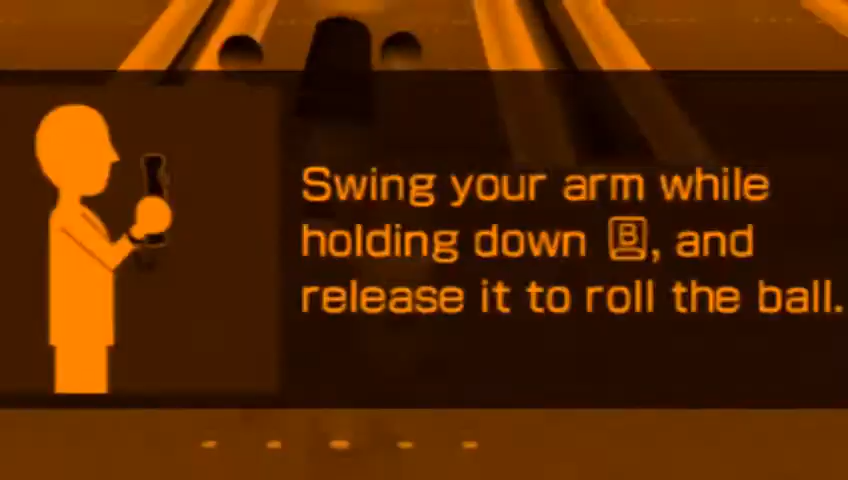 Swing your arm while
holding down B, and
release it to roll the ball.